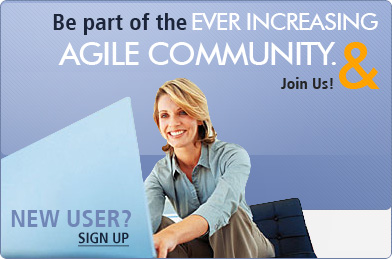 Be part of the EVER INCREASING
AGILE COMMUNITY.
&
Join Us!
NEW USER?
SIGN UP